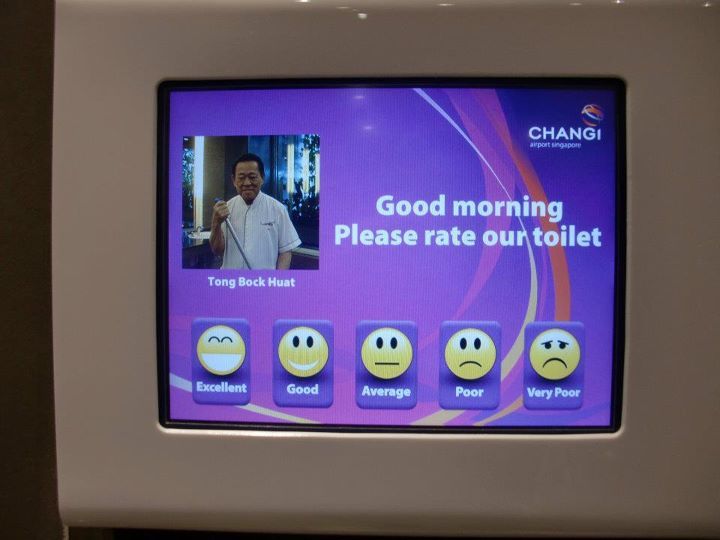 CHANGI
airport singapore
Good morning
Please rate our toilet
Tong Bock Huat
Excellent
Good
Average
Poor
Very Poor